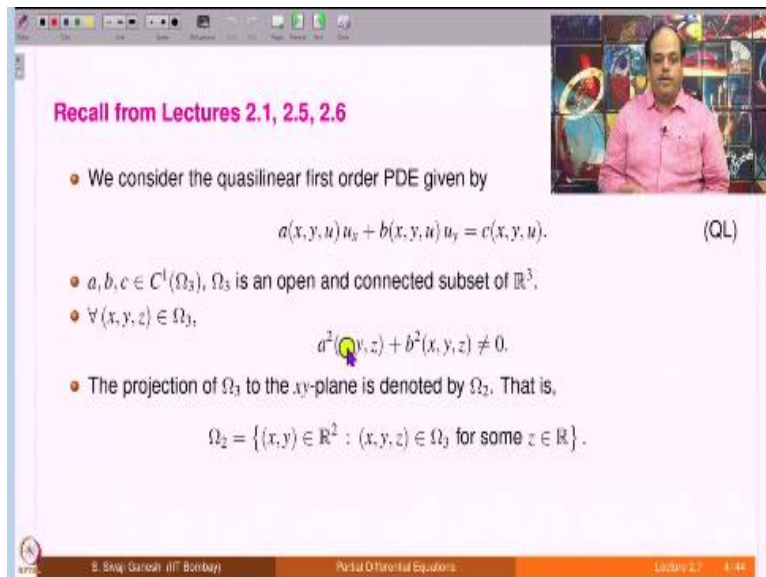 Recall from Lectures 2.1, 2.5, 2.6
• We consider the quasilinear first order PDE given by
a(x, y, u) uₓ + b(x, y, u) u_y = c(x, y, u). (QL)
• a, b, c ∈ C¹(Ω₃), Ω₃ is an open and connected subset of ℝ³.
• ∀ (x, y, z) ∈ Ω₃,
a²( y, z) + b²(x, y, z) ≠ 0.
• The projection of Ω₃ to the xy-plane is denoted by Ω₂. That is,
Ω₂ = {(x, y) ∈ ℝ² : (x, y, z) ∈ Ω₃ for some z ∈ ℝ}.
S. Sivaji Ganesh (IIT Bombay) Partial Differential Equations Lecture 2.7 4/44